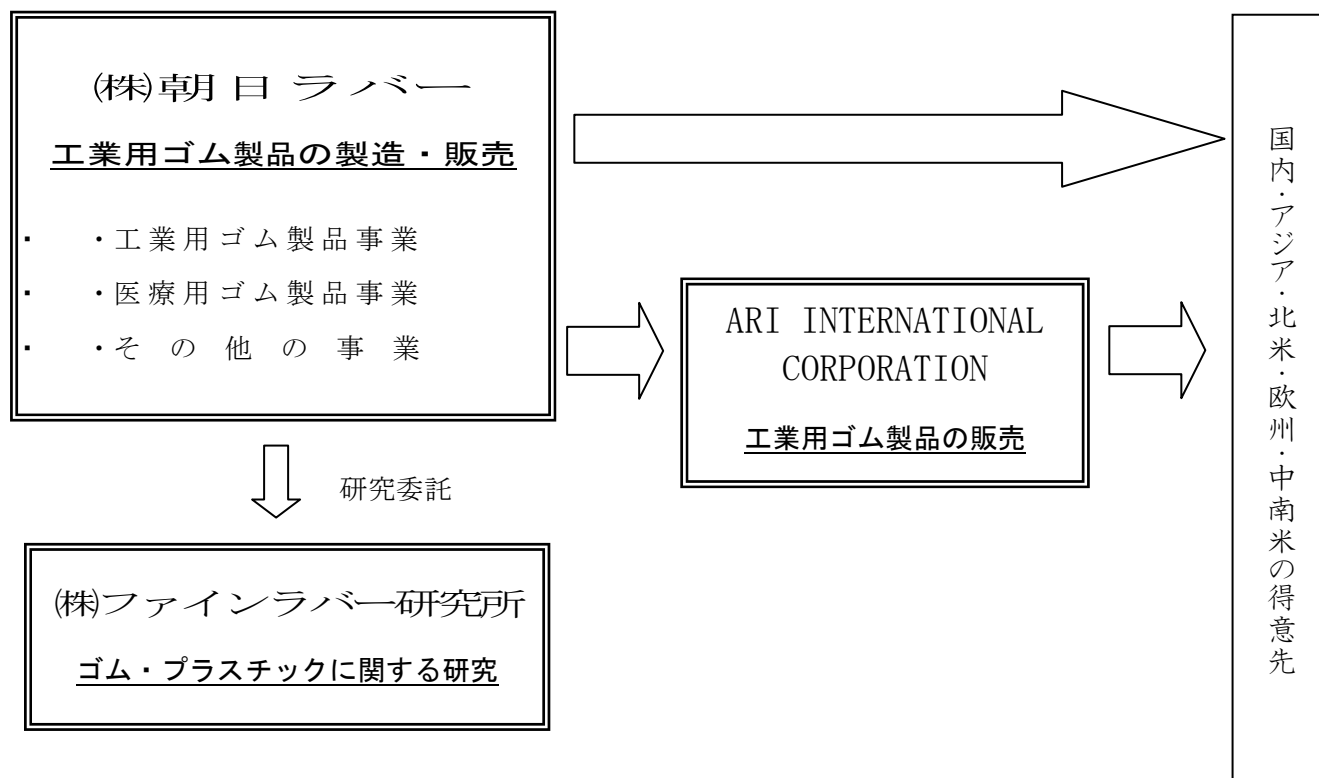 ㈱朝日ラバー
工業用ゴム製品の製造・販売
・ ・工業用ゴム製品事業
・ ・医療用ゴム製品事業
・ ・その他の事業
ARI INTERNATIONAL
CORPORATION
工業用ゴム製品の販売
研究委託
㈱ファインラバー研究所
ゴム・プラスチックに関する研究
国内・アジア・北米・欧州・中南米の得意先